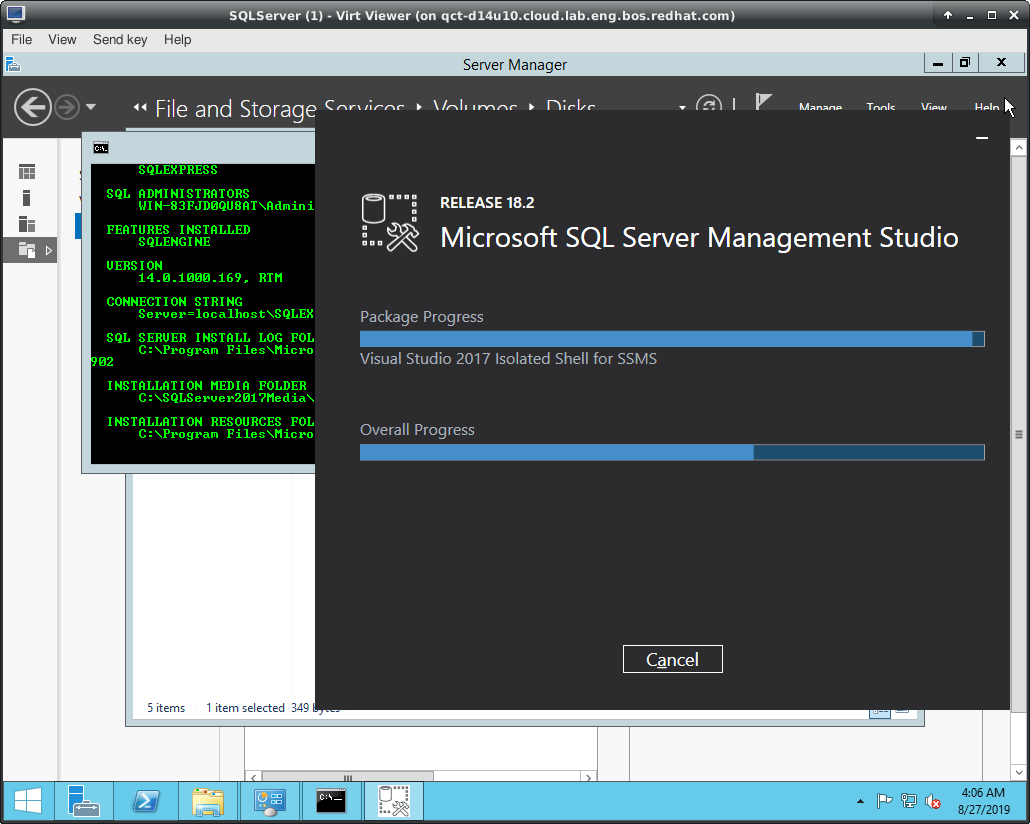 SQLServer (1) - Virt Viewer (on qct-d14u10.cloud.lab.eng.bos.redhat.com)
File View Send key Help
Server Manager
File and Storage Services Volumes Disks
Manage Tools View Help
C:\.
SQLEXPRESS
SQL ADMINISTRATORS
WIN-83FJD0QU8AT\Admini
FEATURES INSTALLED
SQLENGINE
VERSION
14.0.1000.169, RTM
CONNECTION STRING
Server=localhost\SQLEX
SQL SERVER INSTALL LOG FOL
C:\Program Files\Micro
902
INSTALLATION MEDIA FOLDER
C:\SQLServer2017Media\
INSTALLATION RESOURCES FOL
C:\Program Files\Micro
RELEASE 18.2
Microsoft SQL Server Management Studio
Package Progress
Visual Studio 2017 Isolated Shell for SSMS
Overall Progress
Cancel
5 items 1 item selected 349 bytes
C:\_
4:06 AM
8/27/2019